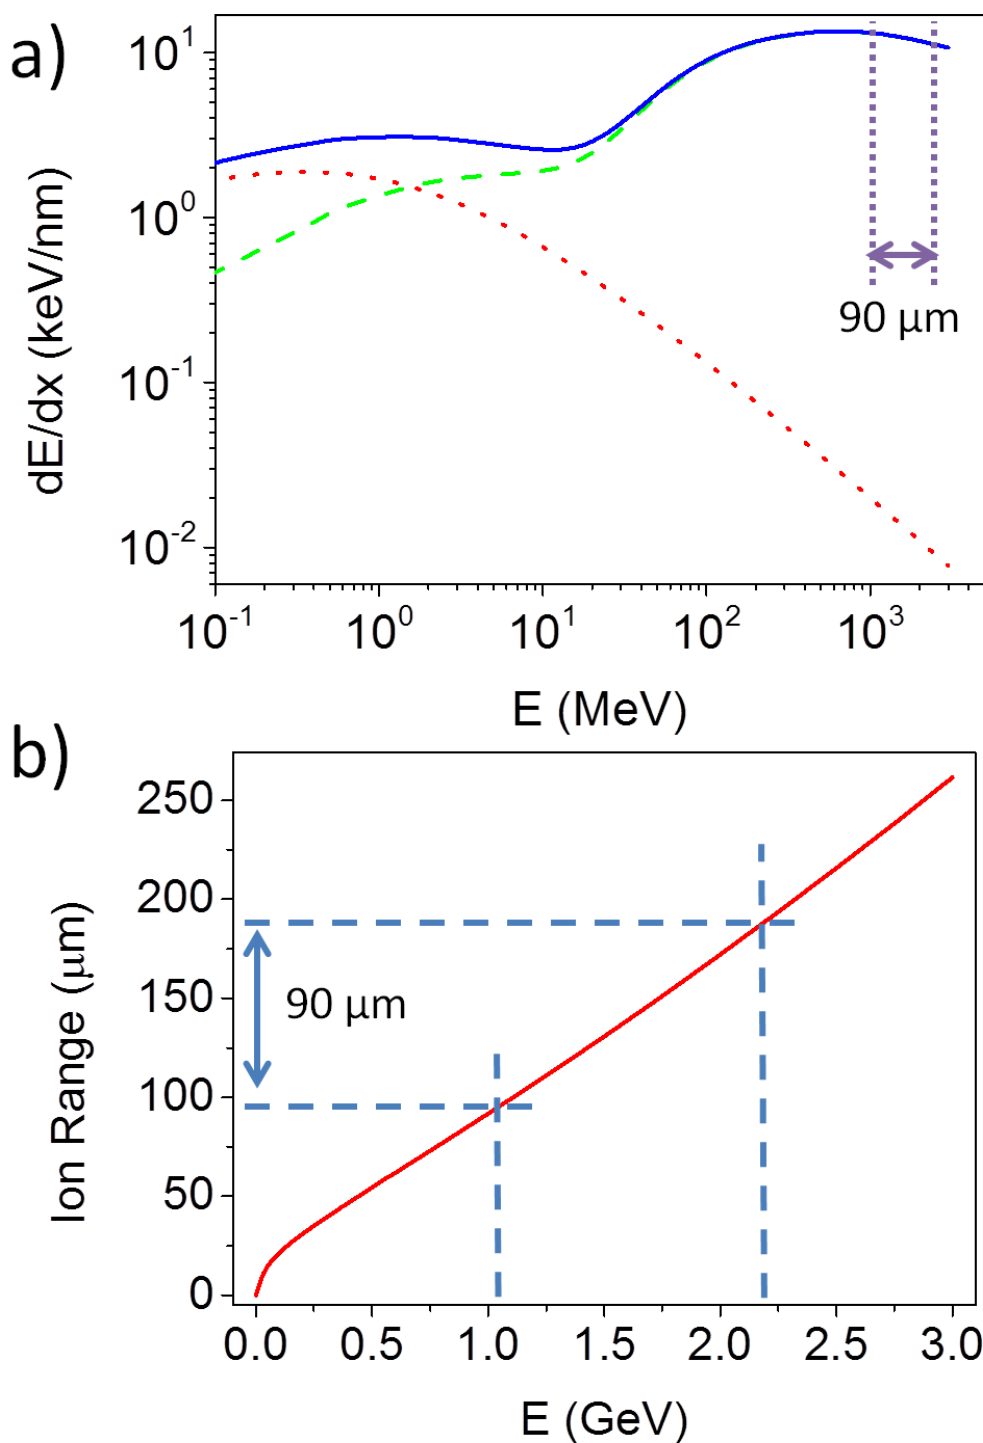 a)
10^1
10^0
10^-1
10^-2
dE/dx (keV/nm)
90 µm
10^-1 10^0 10^1 10^2 10^3
E (MeV)
b)
250
200
150
100
50
0
Ion Range (µm)
90 µm
0.0 0.5 1.0 1.5 2.0 2.5 3.0
E (GeV)